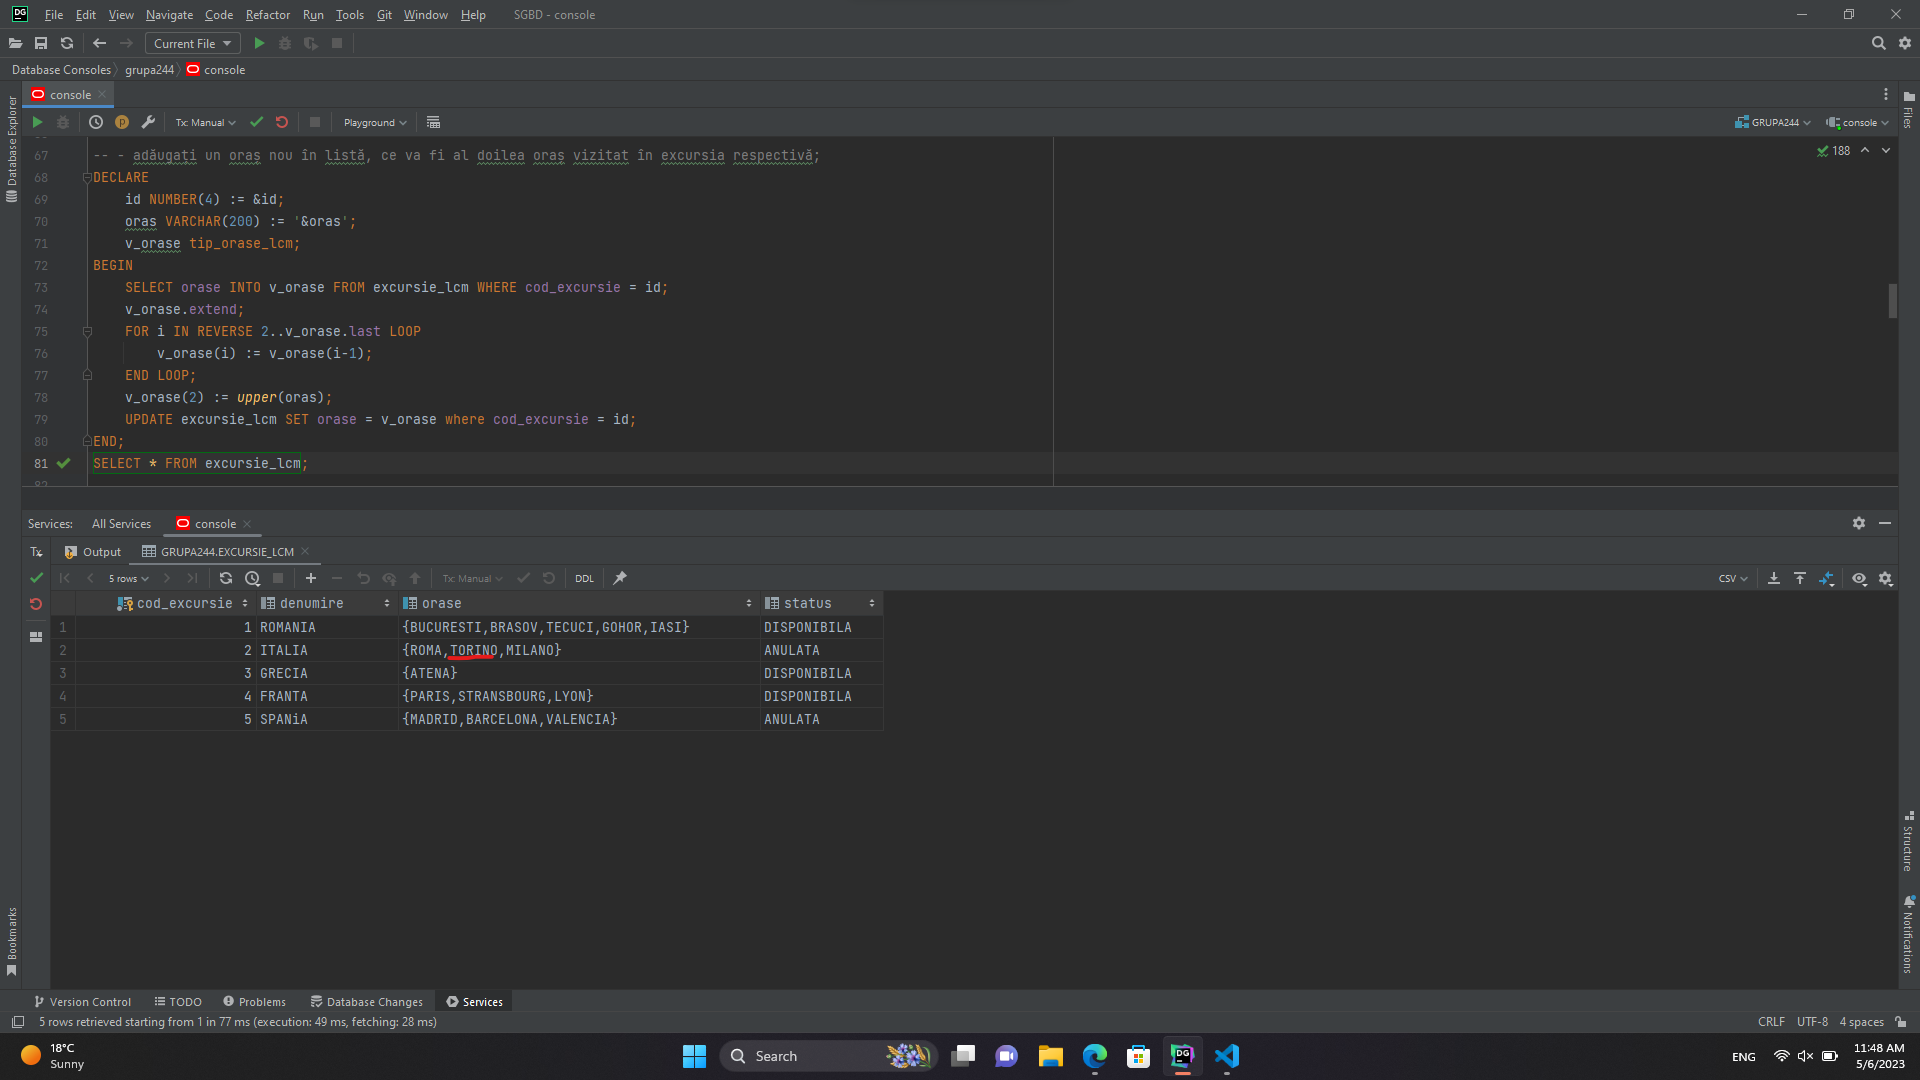 DG File Edit View Navigate Code Refactor Run Tools Git Window Help SGBD - console
Current File
Database Consoles grupa244 console
console
Tx: Manual Playground GRUPA244 console
Database Explorer
Files
188
67 -- - adăugați un oraș nou în listă, ce va fi al doilea oraș vizitat în excursia respectivă;
68 DECLARE
69 id NUMBER(4) := &id;
70 oras VARCHAR(200) := '&oras';
71 v_orase tip_orase_lcm;
72 BEGIN
73 SELECT orase INTO v_orase FROM excursie_lcm WHERE cod_excursie = id;
74 v_orase.extend;
75 FOR i IN REVERSE 2..v_orase.last LOOP
76 v_orase(i) := v_orase(i-1);
77 END LOOP;
78 v_orase(2) := upper(oras);
79 UPDATE excursie_lcm SET orase = v_orase where cod_excursie = id;
80 END;
81 SELECT * FROM excursie_lcm;
82
Services: All Services console
Tx Output GRUPA244.EXCURSIE_LCM
5 rows Tx: Manual DDL CSV
cod_excursie denumire orase status
1 1 ROMANIA {BUCURESTI,BRASOV,TECUCI,GOHOR,IASI} DISPONIBILA
2 2 ITALIA {ROMA,TORINO,MILANO} ANULATA
3 3 GRECIA {ATENA} DISPONIBILA
4 4 FRANTA {PARIS,STRANSBOURG,LYON} DISPONIBILA
5 5 SPANiA {MADRID,BARCELONA,VALENCIA} ANULATA
Structure
Bookmarks
Notifications
Version Control TODO Problems Database Changes Services
5 rows retrieved starting from 1 in 77 ms (execution: 49 ms, fetching: 28 ms) CRLF UTF-8 4 spaces
18°C
Sunny
Search
DG
ENG
11:48 AM
5/6/2023